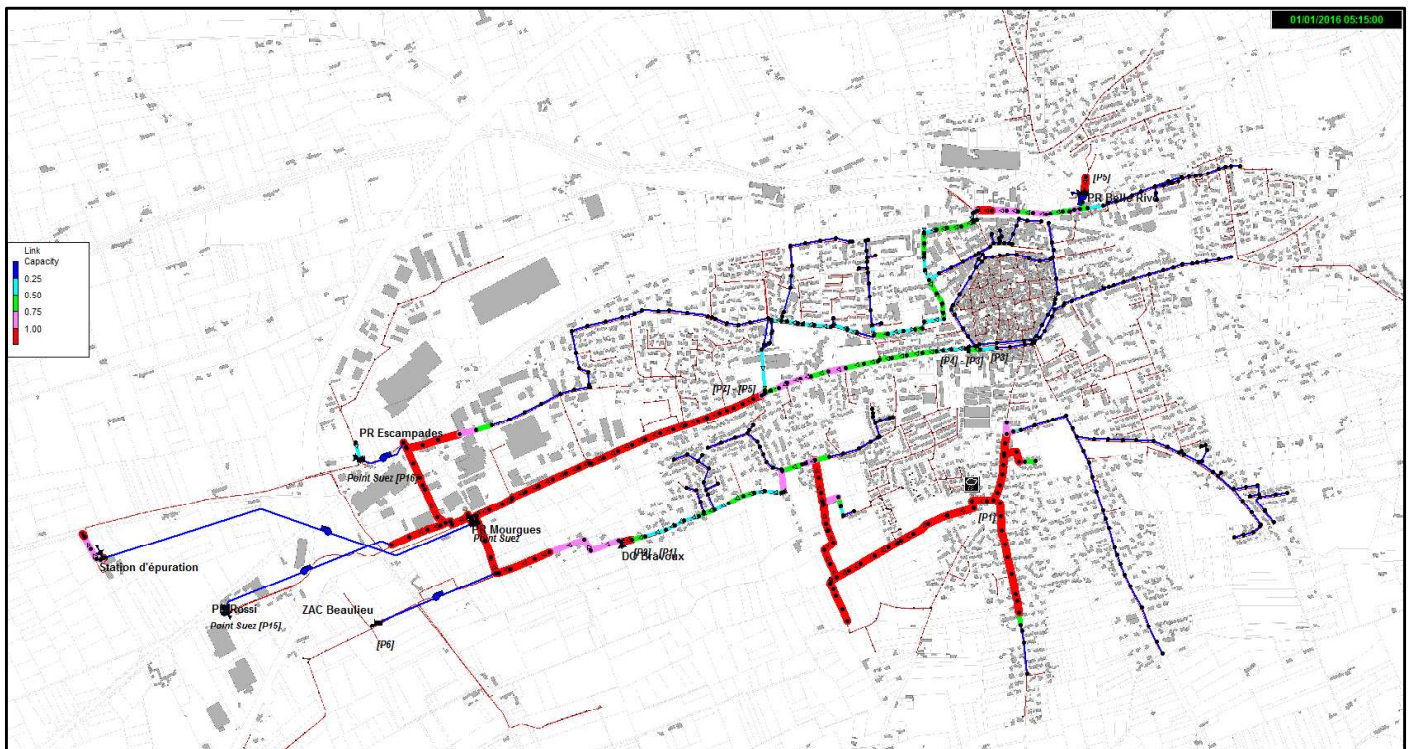 01/01/2016 05:15:00
[P5]
PR Belle Rive
Link
Capacity
0.25
0.50
0.75
1.00
[P4] - [P3]
[P3]
[P2] - [P5]
PR Escampades
Point Suez [P16]
[P1]
PR Mourgues
Point Suez
DO Bravoux
Station d'épuration
PR Rossi
ZAC Beaulieu
Point Suez [P15]
[P6]